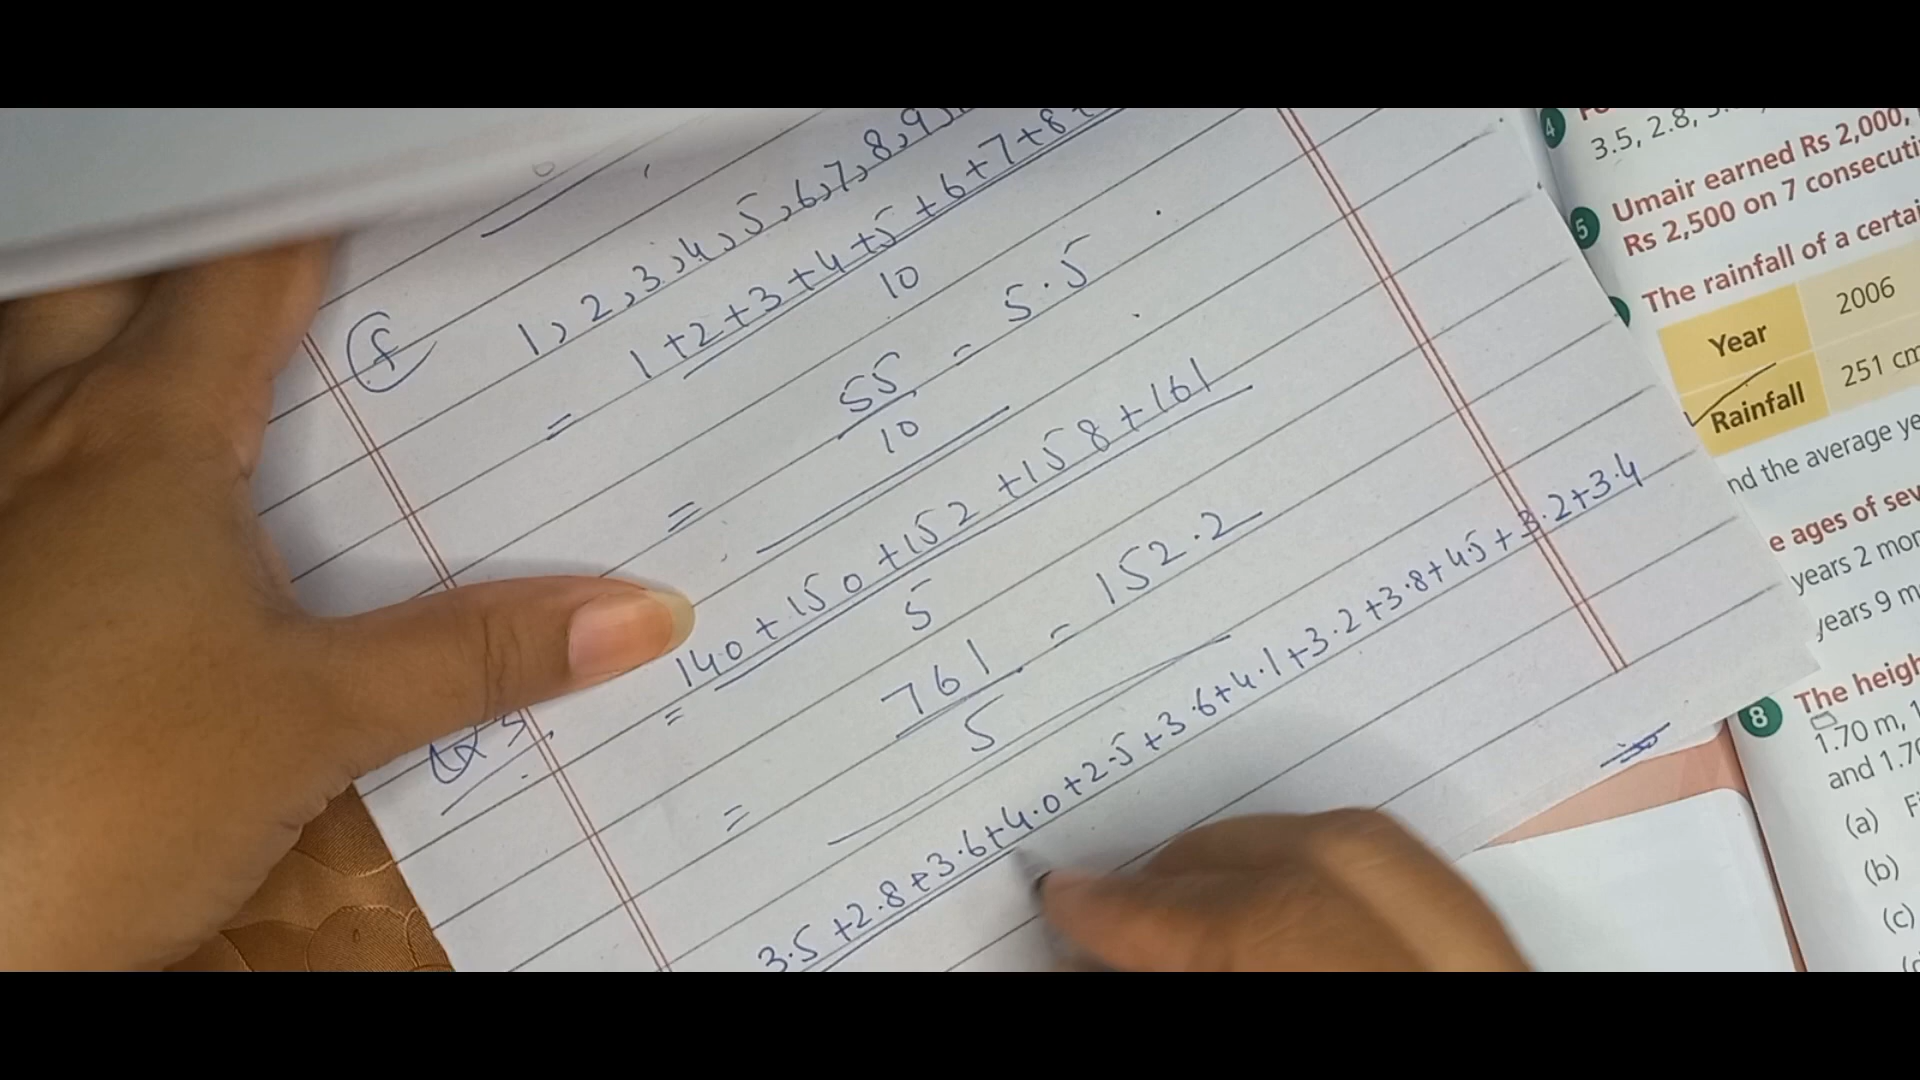 (f) 1, 2, 3, 4, 5, 6, 7, 8, 9
= 1+2+3+4+5+6+7+8+
10
= 55/10 = 5.5
Q3
= 140+150+152+158+161
5
= 761/5 = 152.2
3.5+2.8+3.6+4.0+2.5+3.6+4.1+3.2+3.8+45+3.2+3.4
4
3.5, 2.8,
5 Umair earned Rs 2,000,
Rs 2,500 on 7 consecuti
The rainfall of a certai
Year 2006
Rainfall 251 cm
nd the average ye
e ages of sev
years 2 mon
years 9 m
8 The heigh
1.70 m, 1
and 1.79
(a) Fi
(b)
(c)